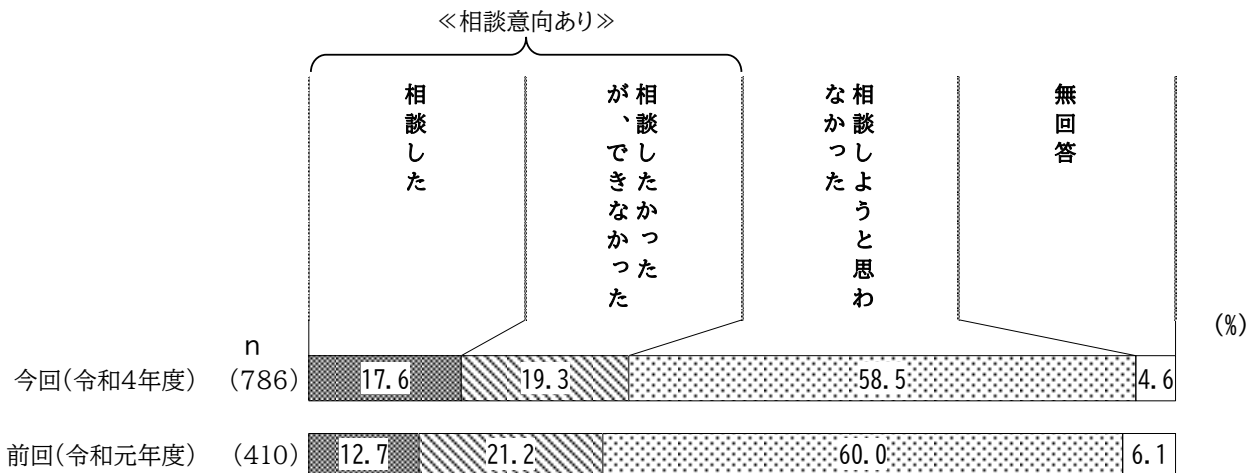 ≪相談意向あり≫
相談した
相談したかった
が、できなかった
相談しようと思わ
なかった
無回答
(%)
n
今回(令和4年度) (786) 17.6 19.3 58.5 4.6
前回(令和元年度) (410) 12.7 21.2 60.0 6.1